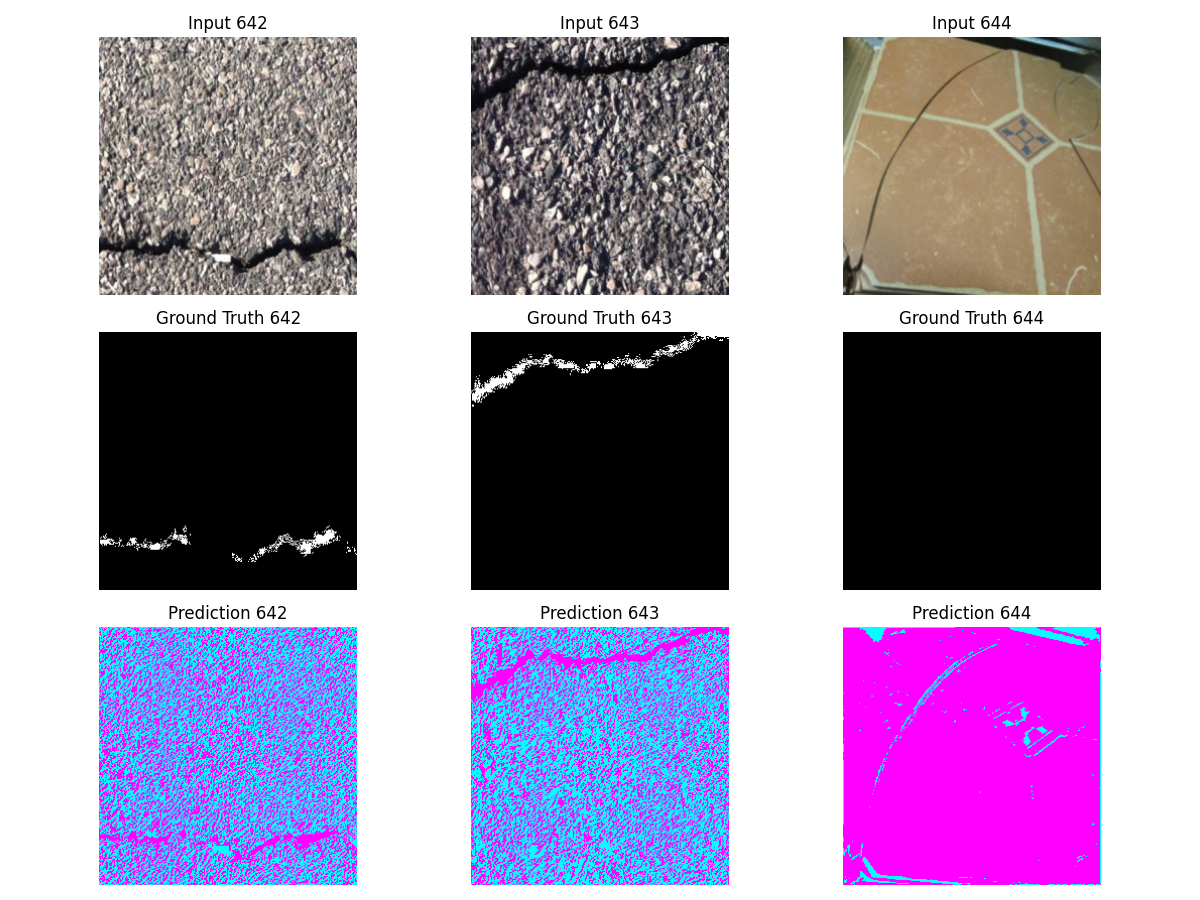 Input 642
Input 643
Input 644
Ground Truth 642
Ground Truth 643
Ground Truth 644
Prediction 642
Prediction 643
Prediction 644